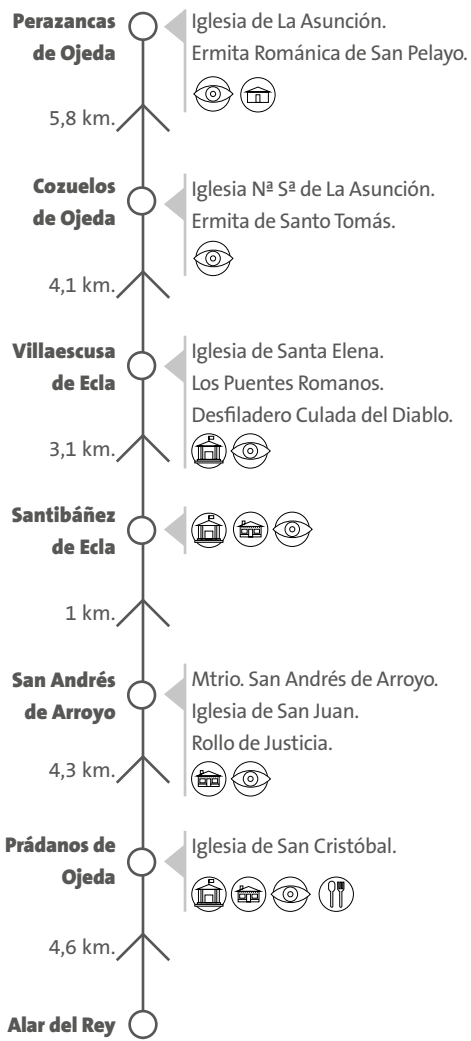 Perazancas
de Ojeda
Iglesia de La Asunción.
Ermita Románica de San Pelayo.
5,8 km.
Cozuelos
de Ojeda
Iglesia Nª Sª de La Asunción.
Ermita de Santo Tomás.
4,1 km.
Villaescusa
de Ecla
Iglesia de Santa Elena.
Los Puentes Romanos.
Desfiladero Culada del Diablo.
3,1 km.
Santibáñez
de Ecla
1 km.
San Andrés
de Arroyo
Mtrio. San Andrés de Arroyo.
Iglesia de San Juan.
Rollo de Justicia.
4,3 km.
Prádanos de
Ojeda
Iglesia de San Cristóbal.
4,6 km.
Alar del Rey